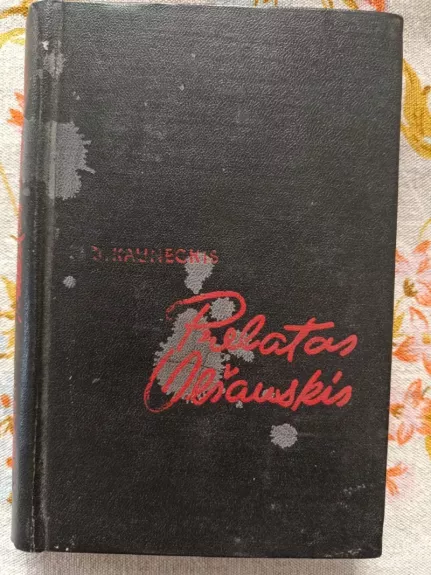 J. KAUNECKIS
Prelatas
Olšauskis